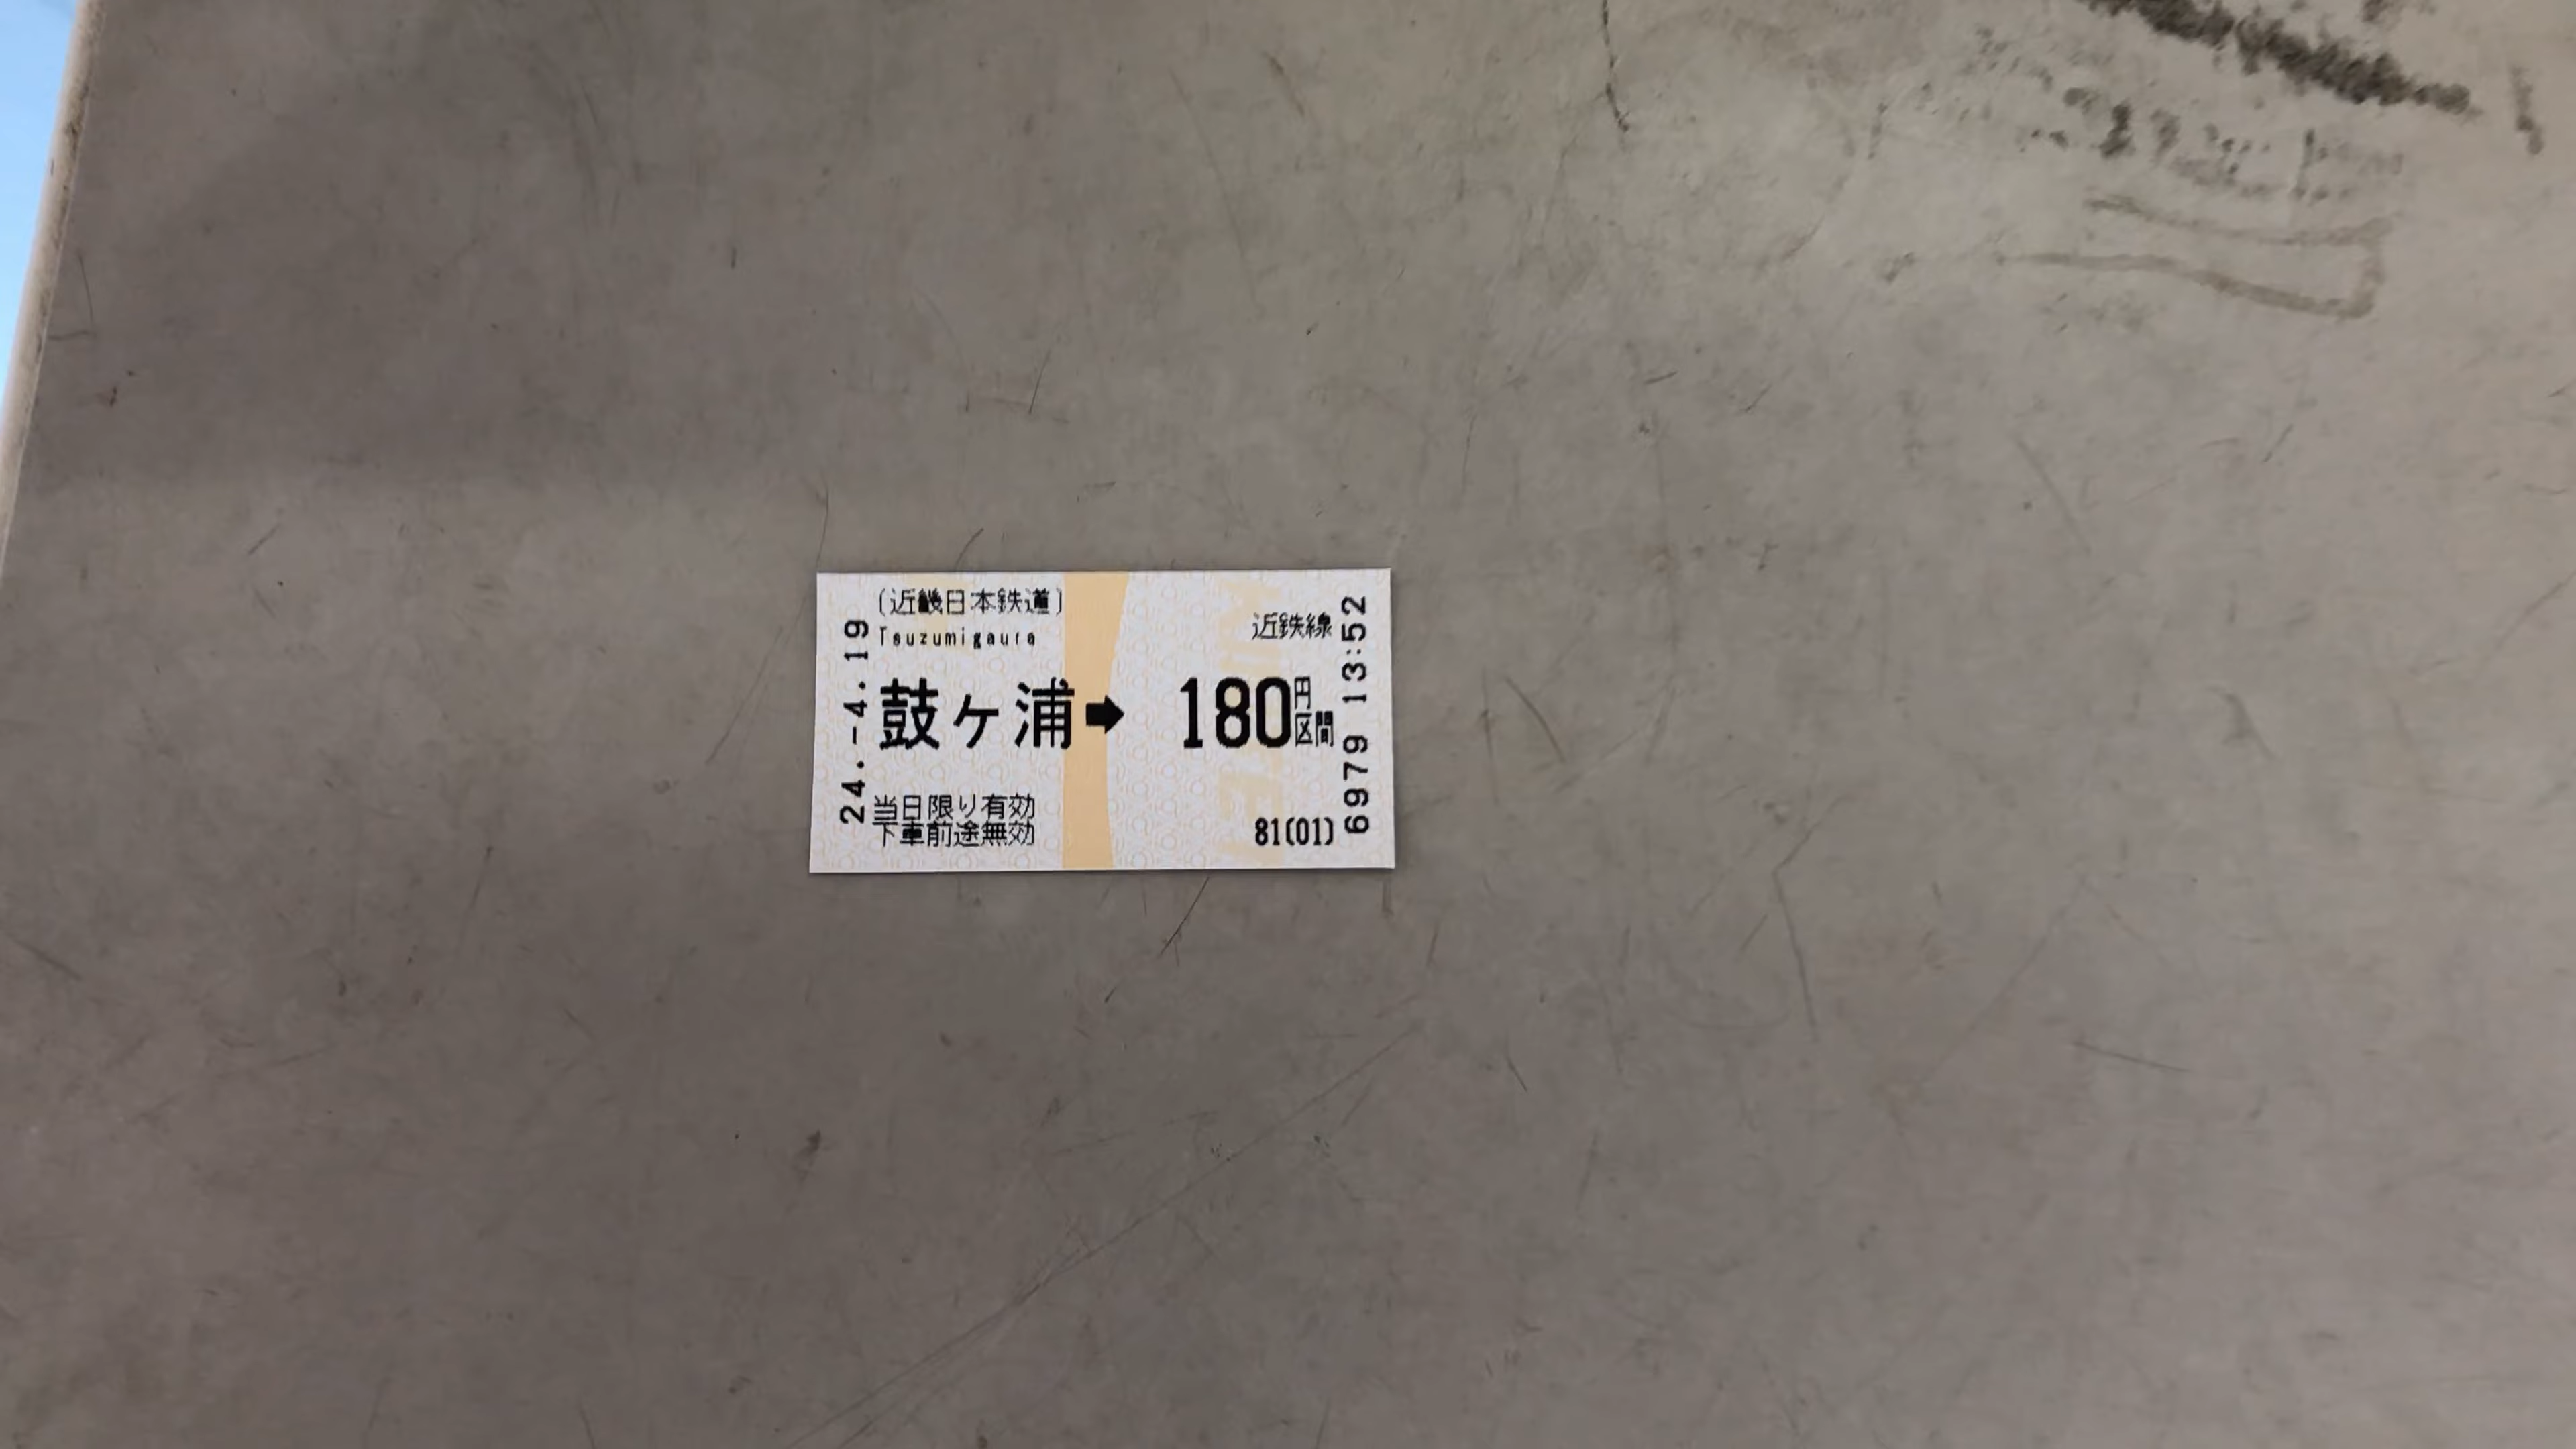 (近畿日本鉄道)
Tsuzumigaura
近鉄線
鼓ヶ浦➡ 180円区間
当日限り有効
下車前途無効
81(01)
24.-4.19
6979 13:52